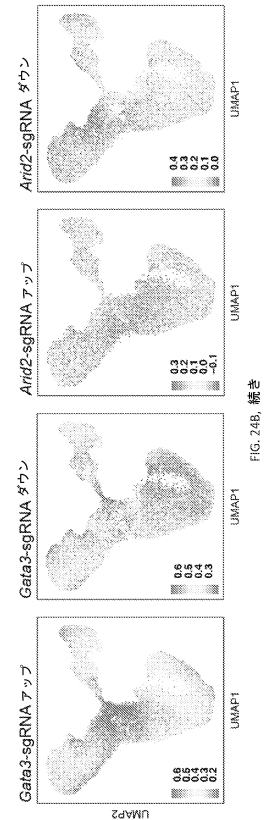 Gata3-sgRNA アップ
Gata3-sgRNA ダウン
Arid2-sgRNA アップ
Arid2-sgRNA ダウン
UMAP2
0.6
0.5
0.4
0.3
0.2
0.6
0.5
0.4
0.3
0.3
0.2
0.1
0.0
−0.1
0.4
0.3
0.2
0.1
0.0
UMAP1
UMAP1
UMAP1
UMAP1
FIG. 24B, 続き